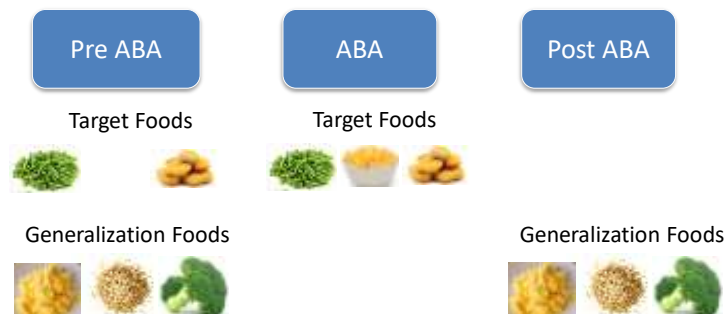 Pre ABA
ABA
Post ABA
Target Foods
Target Foods
Generalization Foods
Generalization Foods